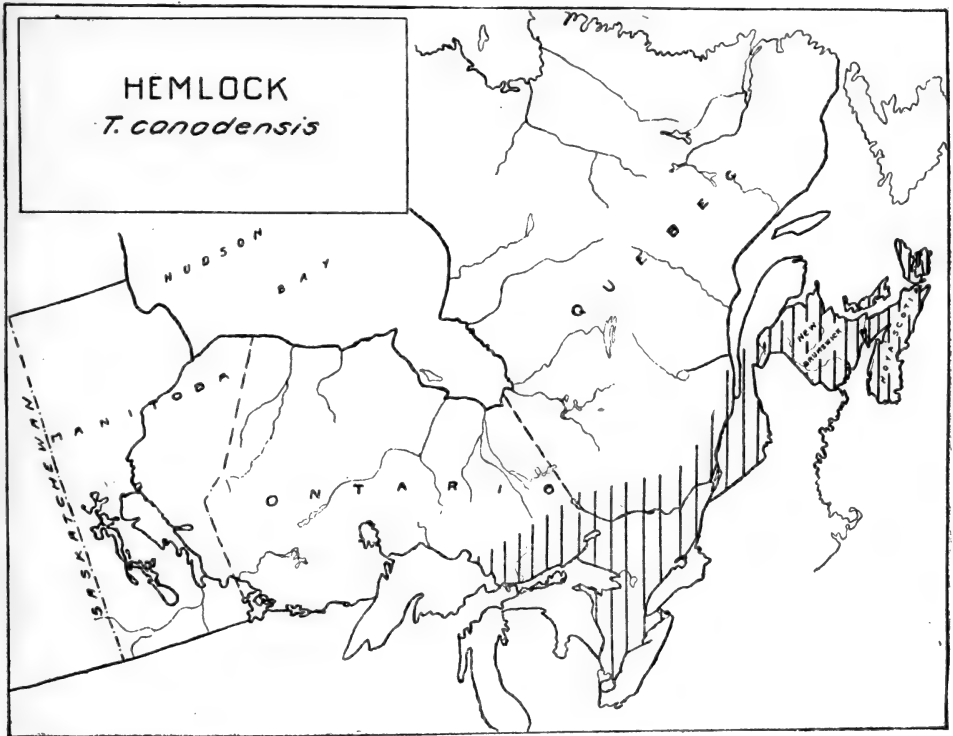 HEMLOCK
T. canadensis
HUDSON
BAY
QUEBEC
NEW
BRUNSWICK
NOVA SCOTIA
MANITOBA
ONTARIO
SASKATCHEWAN